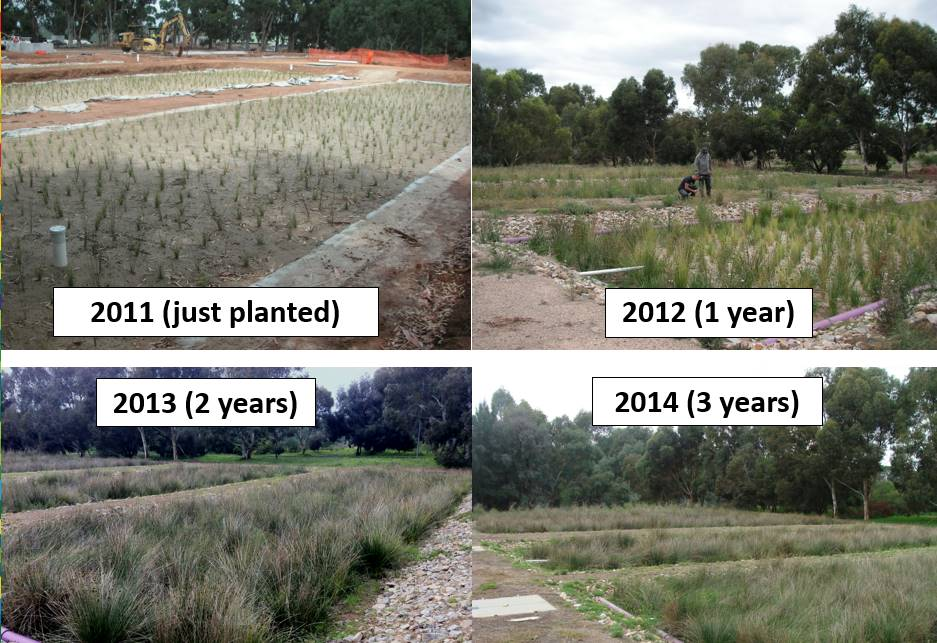 2011 (just planted)
2012 (1 year)
2013 (2 years)
2014 (3 years)